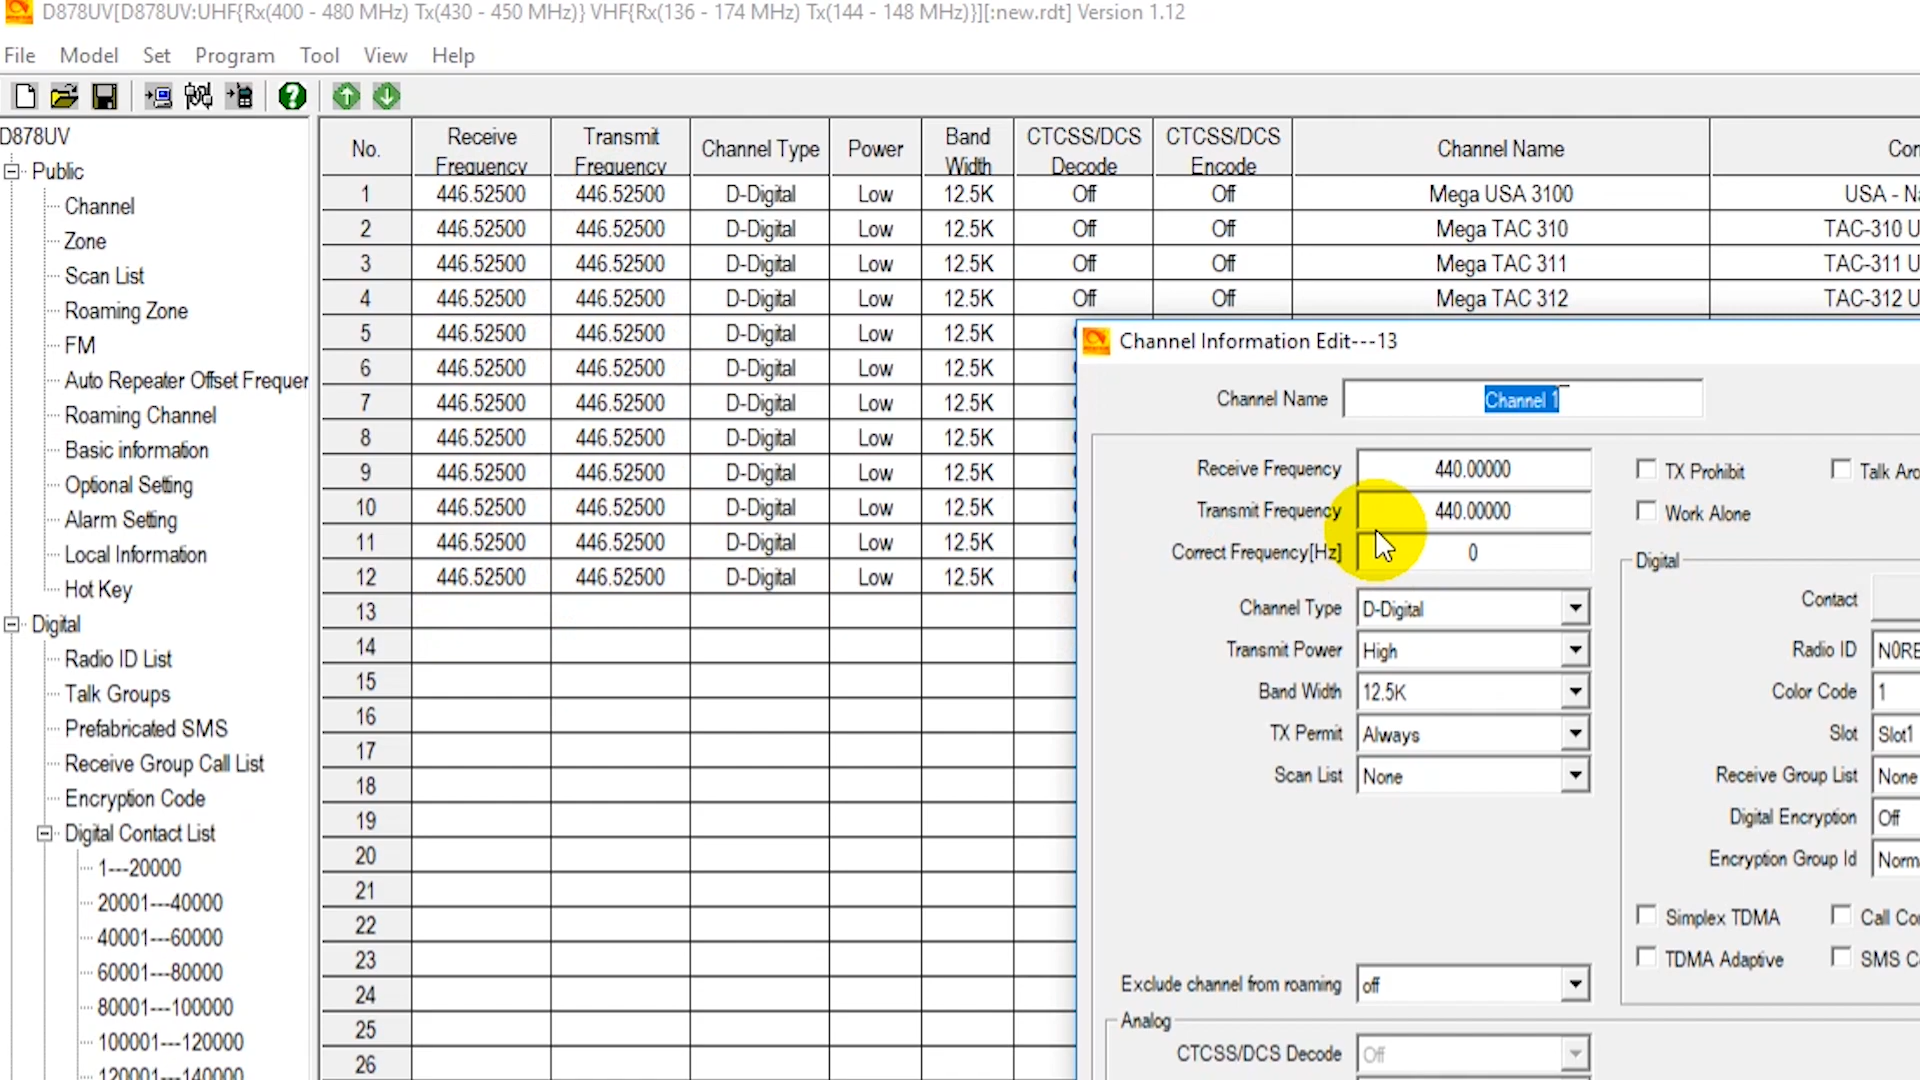 D878UV[D878UV:UHF{Rx(400 - 480 MHz) Tx(430 - 450 MHz)} VHF{Rx(136 - 174 MHz) Tx(144 - 148 MHz)}][:new.rdt] Version 1.12
File Model Set Program Tool View Help
D878UV
Public
Channel
Zone
Scan List
Roaming Zone
FM
Auto Repeater Offset Frequer
Roaming Channel
Basic information
Optional Setting
Alarm Setting
Local Information
Hot Key
Digital
Radio ID List
Talk Groups
Prefabricated SMS
Receive Group Call List
Encryption Code
Digital Contact List
1---20000
20001---40000
40001---60000
60001---80000
80001---100000
100001---120000
120001---140000
No. Receive Frequency Transmit Frequency Channel Type Power Band Width CTCSS/DCS Decode CTCSS/DCS Encode Channel Name Con
1 446.52500 446.52500 D-Digital Low 12.5K Off Off Mega USA 3100 USA - Na
2 446.52500 446.52500 D-Digital Low 12.5K Off Off Mega TAC 310 TAC-310 U
3 446.52500 446.52500 D-Digital Low 12.5K Off Off Mega TAC 311 TAC-311 U
4 446.52500 446.52500 D-Digital Low 12.5K Off Off Mega TAC 312 TAC-312 U
5 446.52500 446.52500 D-Digital Low 12.5K
6 446.52500 446.52500 D-Digital Low 12.5K
7 446.52500 446.52500 D-Digital Low 12.5K
8 446.52500 446.52500 D-Digital Low 12.5K
9 446.52500 446.52500 D-Digital Low 12.5K
10 446.52500 446.52500 D-Digital Low 12.5K
11 446.52500 446.52500 D-Digital Low 12.5K
12 446.52500 446.52500 D-Digital Low 12.5K
13
14
15
16
17
18
19
20
21
22
23
24
25
26
Channel Information Edit---13
Channel Name Channel 1
Receive Frequency 440.00000
Transmit Frequency 440.00000
Correct Frequency[Hz] 0
Channel Type D-Digital
Transmit Power High
Band Width 12.5K
TX Permit Always
Scan List None
Exclude channel from roaming off
Analog
CTCSS/DCS Decode Off
TX Prohibit Talk Aro
Work Alone
Digital
Contact
Radio ID N0RE
Color Code 1
Slot Slot1
Receive Group List None
Digital Encryption Off
Encryption Group Id Norma
Simplex TDMA Call Con
TDMA Adaptive SMS C